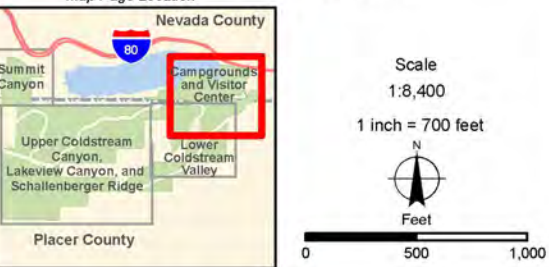 Nevada County
80
Summit
Canyon
Campgrounds
and Visitor
Center
Upper Coldstream
Canyon,
Lakeview Canyon, and
Schallenberger Ridge
Lower
Coldstream
Valley
Placer County
Scale
1:8,400
1 inch = 700 feet
N
Feet
0 500 1,000